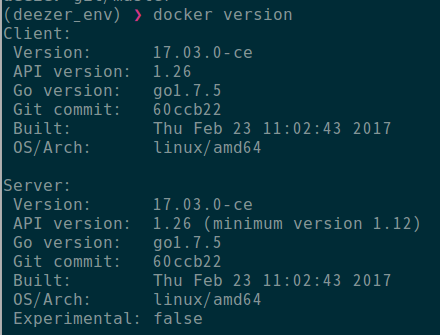 (deezer_env) ❯ docker version
Client:
 Version:      17.03.0-ce
 API version:  1.26
 Go version:   go1.7.5
 Git commit:   60ccb22
 Built:        Thu Feb 23 11:02:43 2017
 OS/Arch:      linux/amd64

Server:
 Version:      17.03.0-ce
 API version:  1.26 (minimum version 1.12)
 Go version:   go1.7.5
 Git commit:   60ccb22
 Built:        Thu Feb 23 11:02:43 2017
 OS/Arch:      linux/amd64
 Experimental: false